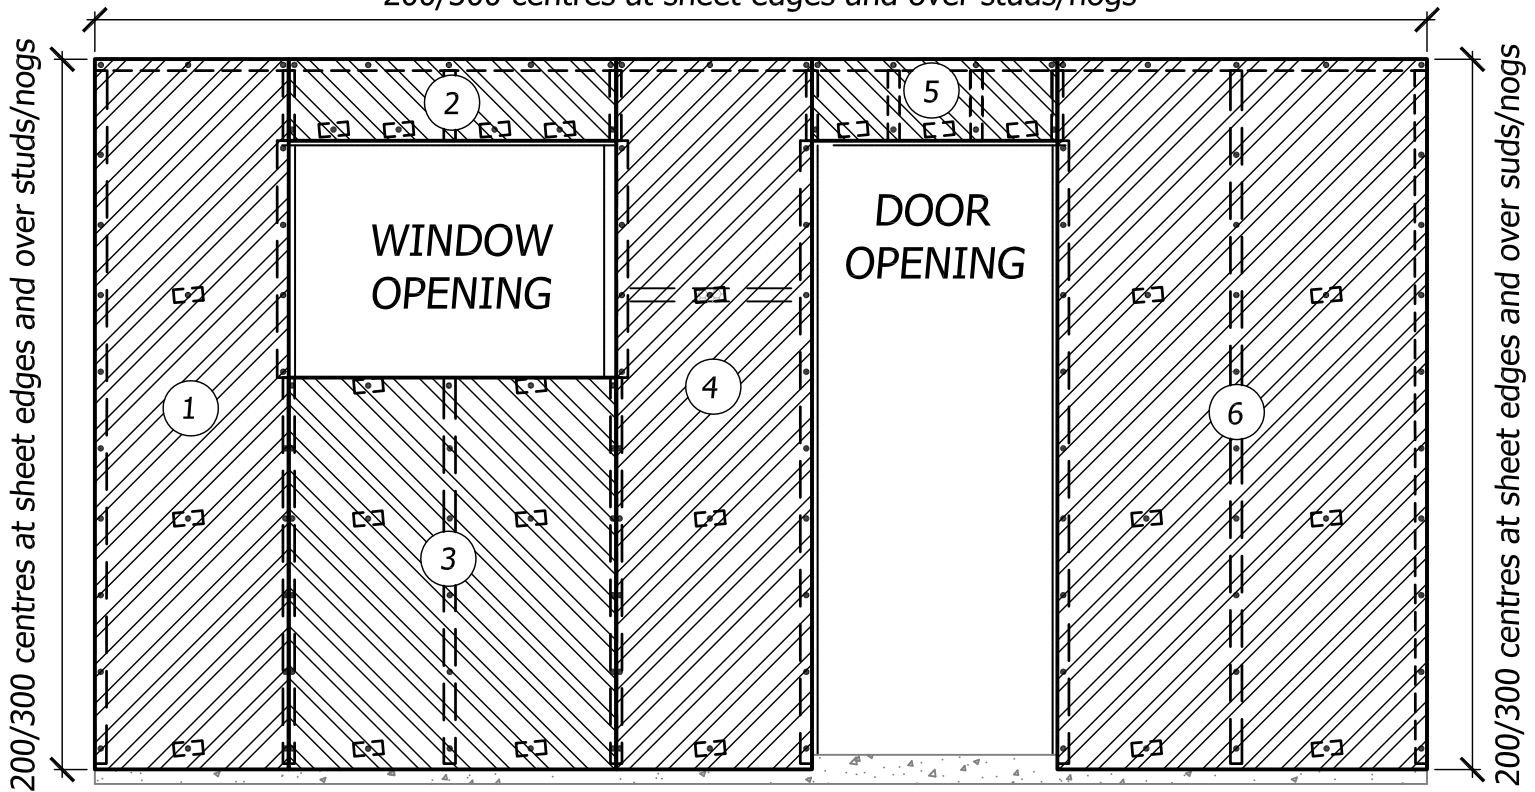 200/300 centres at sheet edges and over studs/nogs
200/300 centres at sheet edges and over studs/nogs
200/300 centres at sheet edges and over suds/nogs
2
5
WINDOW
OPENING
DOOR
OPENING
1
4
6
3